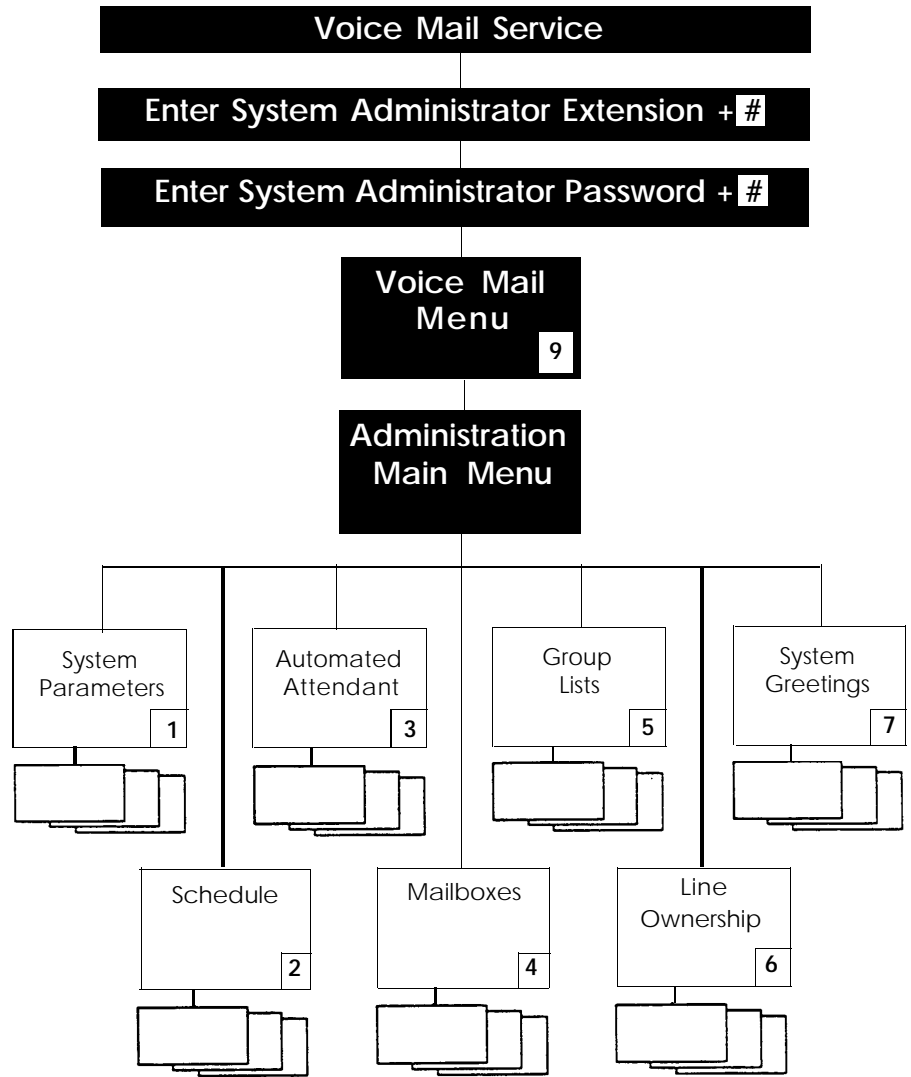 Voice Mail Service
Enter System Administrator Extension + #
Enter System Administrator Password + #
Voice Mail
Menu
9
Administration
Main Menu
System
Parameters
1
Automated
Attendant
3
Group
Lists
5
System
Greetings
7
Schedule
2
Mailboxes
4
Line
Ownership
6